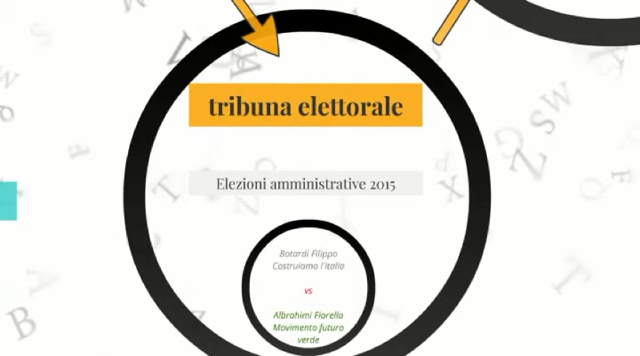 tribuna elettorale
Elezioni amministrative 2015
Botardi Filippo
Costruiamo l'Italia
vs
Albrahimi Fiorella
Movimento futuro
verde